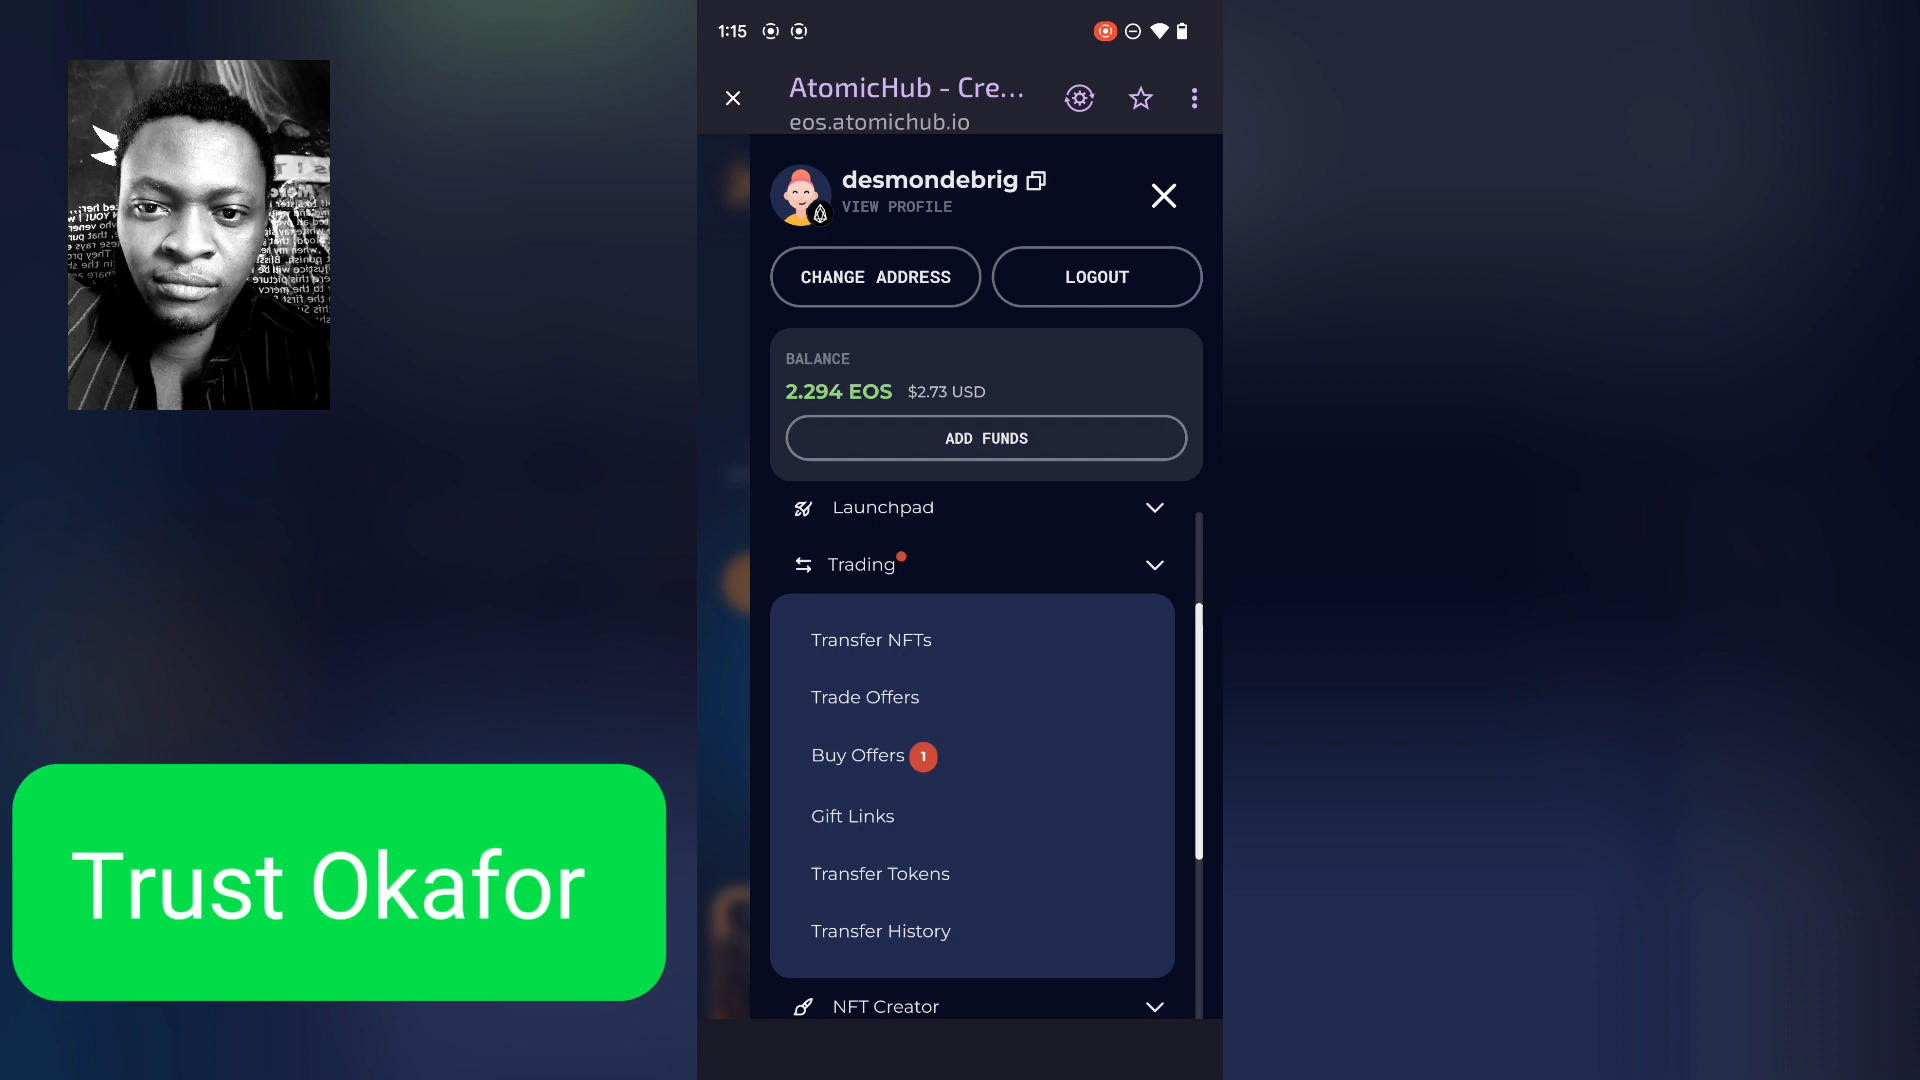 1:15
AtomicHub - Cre...
eos.atomichub.io
desmondebrig
VIEW PROFILE
CHANGE ADDRESS
LOGOUT
BALANCE
2.294 EOS $2.73 USD
ADD FUNDS
Launchpad
Trading
Transfer NFTs
Trade Offers
Buy Offers 1
Gift Links
Transfer Tokens
Transfer History
NFT Creator
Trust Okafor